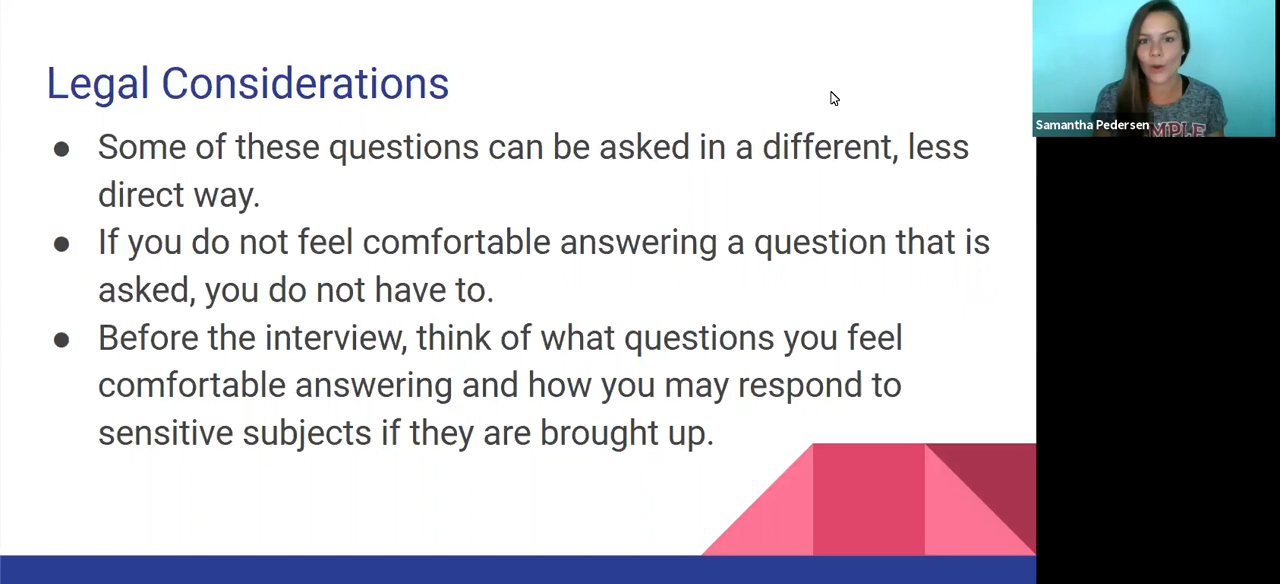 Legal Considerations
● Some of these questions can be asked in a different, less
direct way.
● If you do not feel comfortable answering a question that is
asked, you do not have to.
● Before the interview, think of what questions you feel
comfortable answering and how you may respond to
sensitive subjects if they are brought up.
Samantha Pedersen